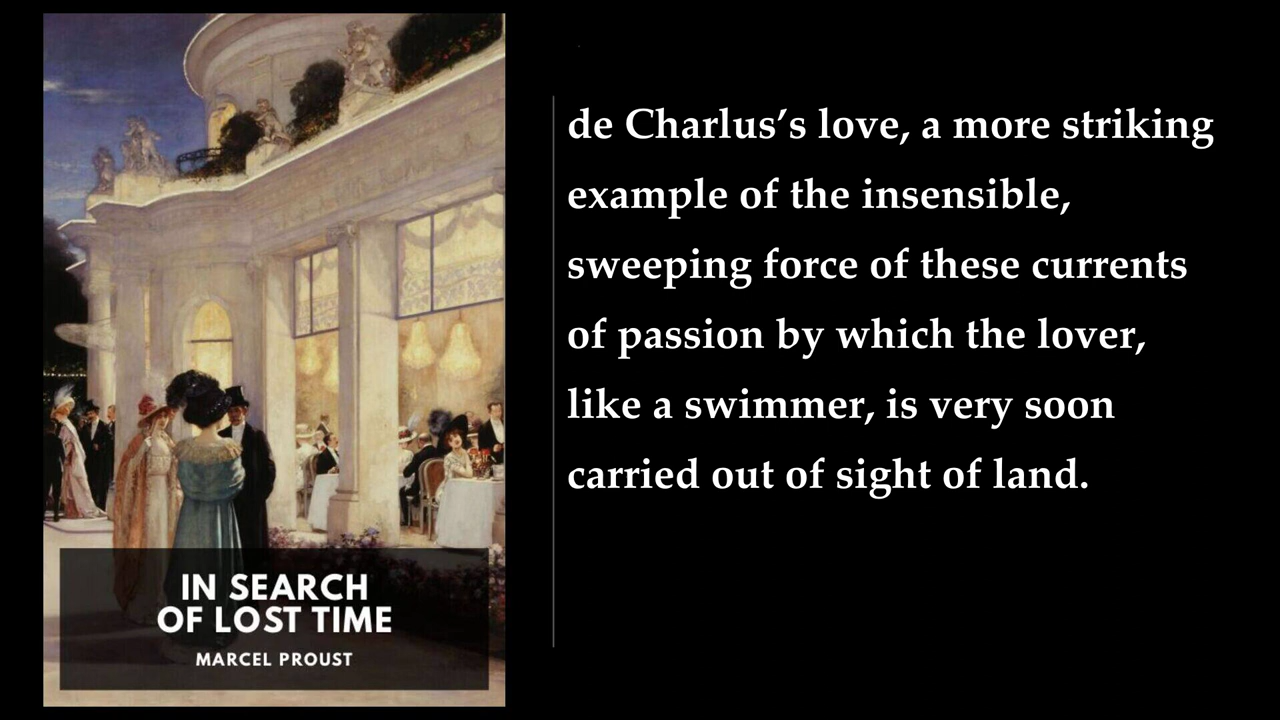 de Charlus’s love, a more striking
example of the insensible,
sweeping force of these currents
of passion by which the lover,
like a swimmer, is very soon
carried out of sight of land.
IN SEARCH
OF LOST TIME
MARCEL PROUST